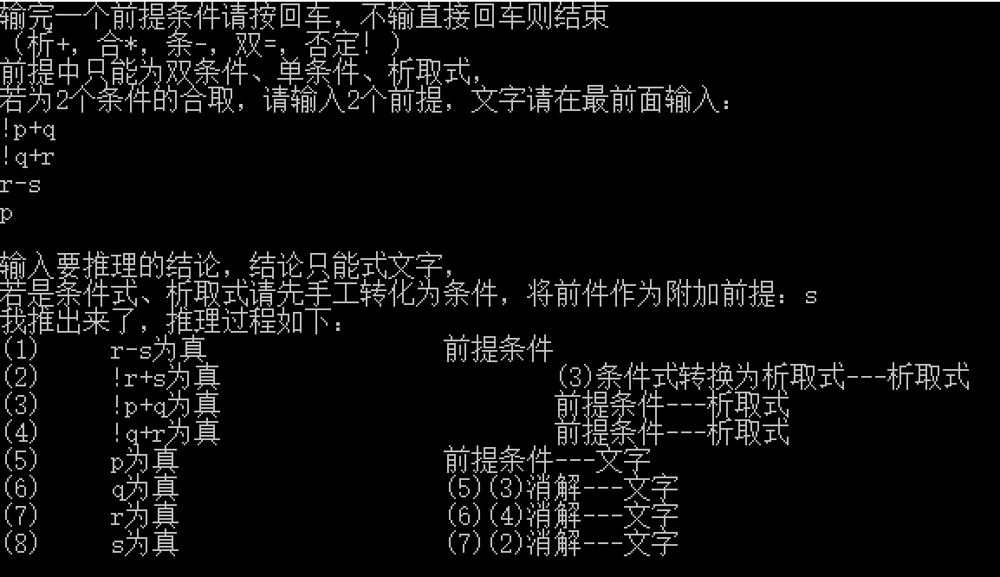 输完一个前提条件请按回车，不输直接回车则结束
（析+，合*，条-，双=，否定! ）
前提中只能为双条件、单条件、析取式，
若为2个条件的合取，请输入2个前提，文字请在最前面输入：
!p+q
!q+r
r-s
p
输入要推理的结论，结论只能式文字，
若是条件式、析取式请先手工转化为条件，将前件作为附加前提：s
我推出来了，推理过程如下：
(1) r-s为真 前提条件
(2) !r+s为真 (3)条件式转换为析取式---析取式
(3) !p+q为真 前提条件---析取式
(4) !q+r为真 前提条件---析取式
(5) p为真 前提条件---文字
(6) q为真 (5)(3)消解---文字
(7) r为真 (6)(4)消解---文字
(8) s为真 (7)(2)消解---文字